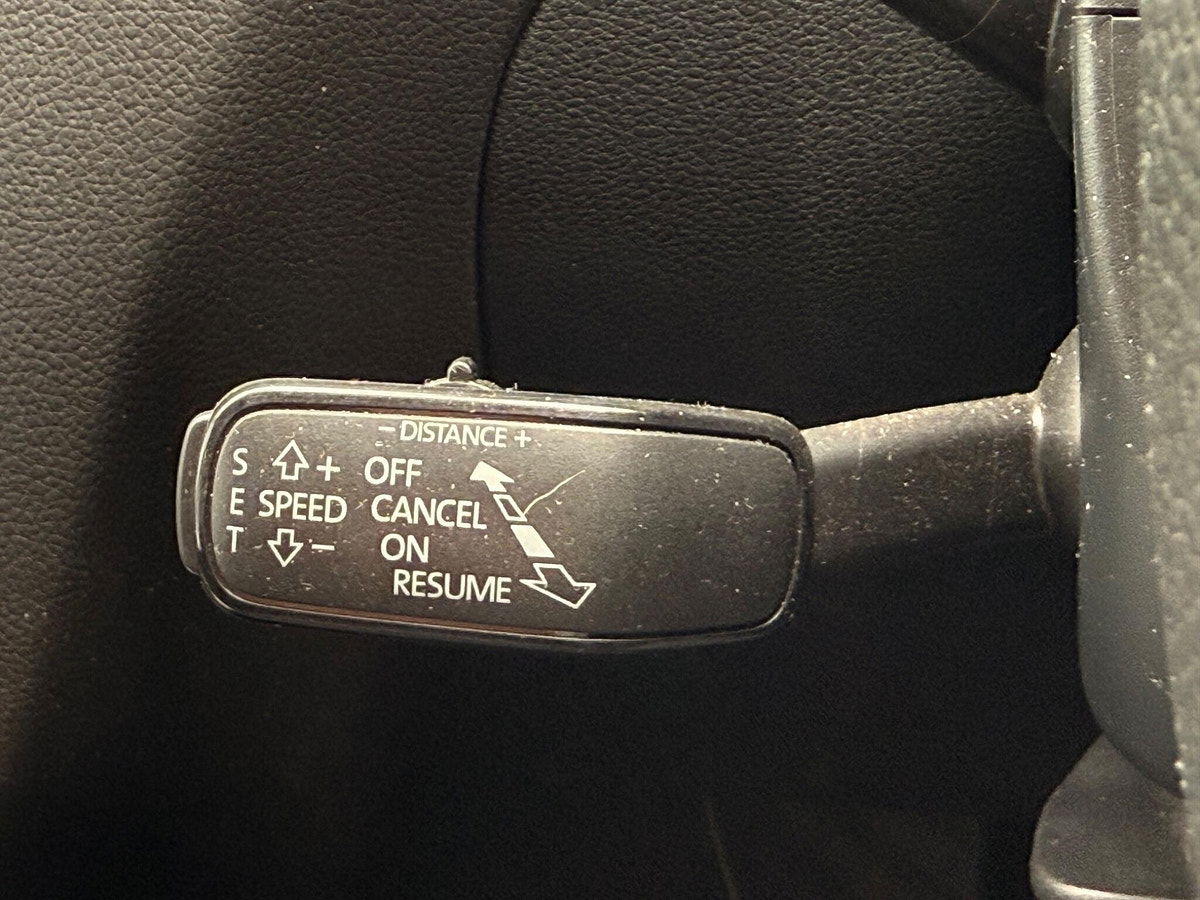 - DISTANCE +
S + OFF
E SPEED CANCEL
T - ON
RESUME